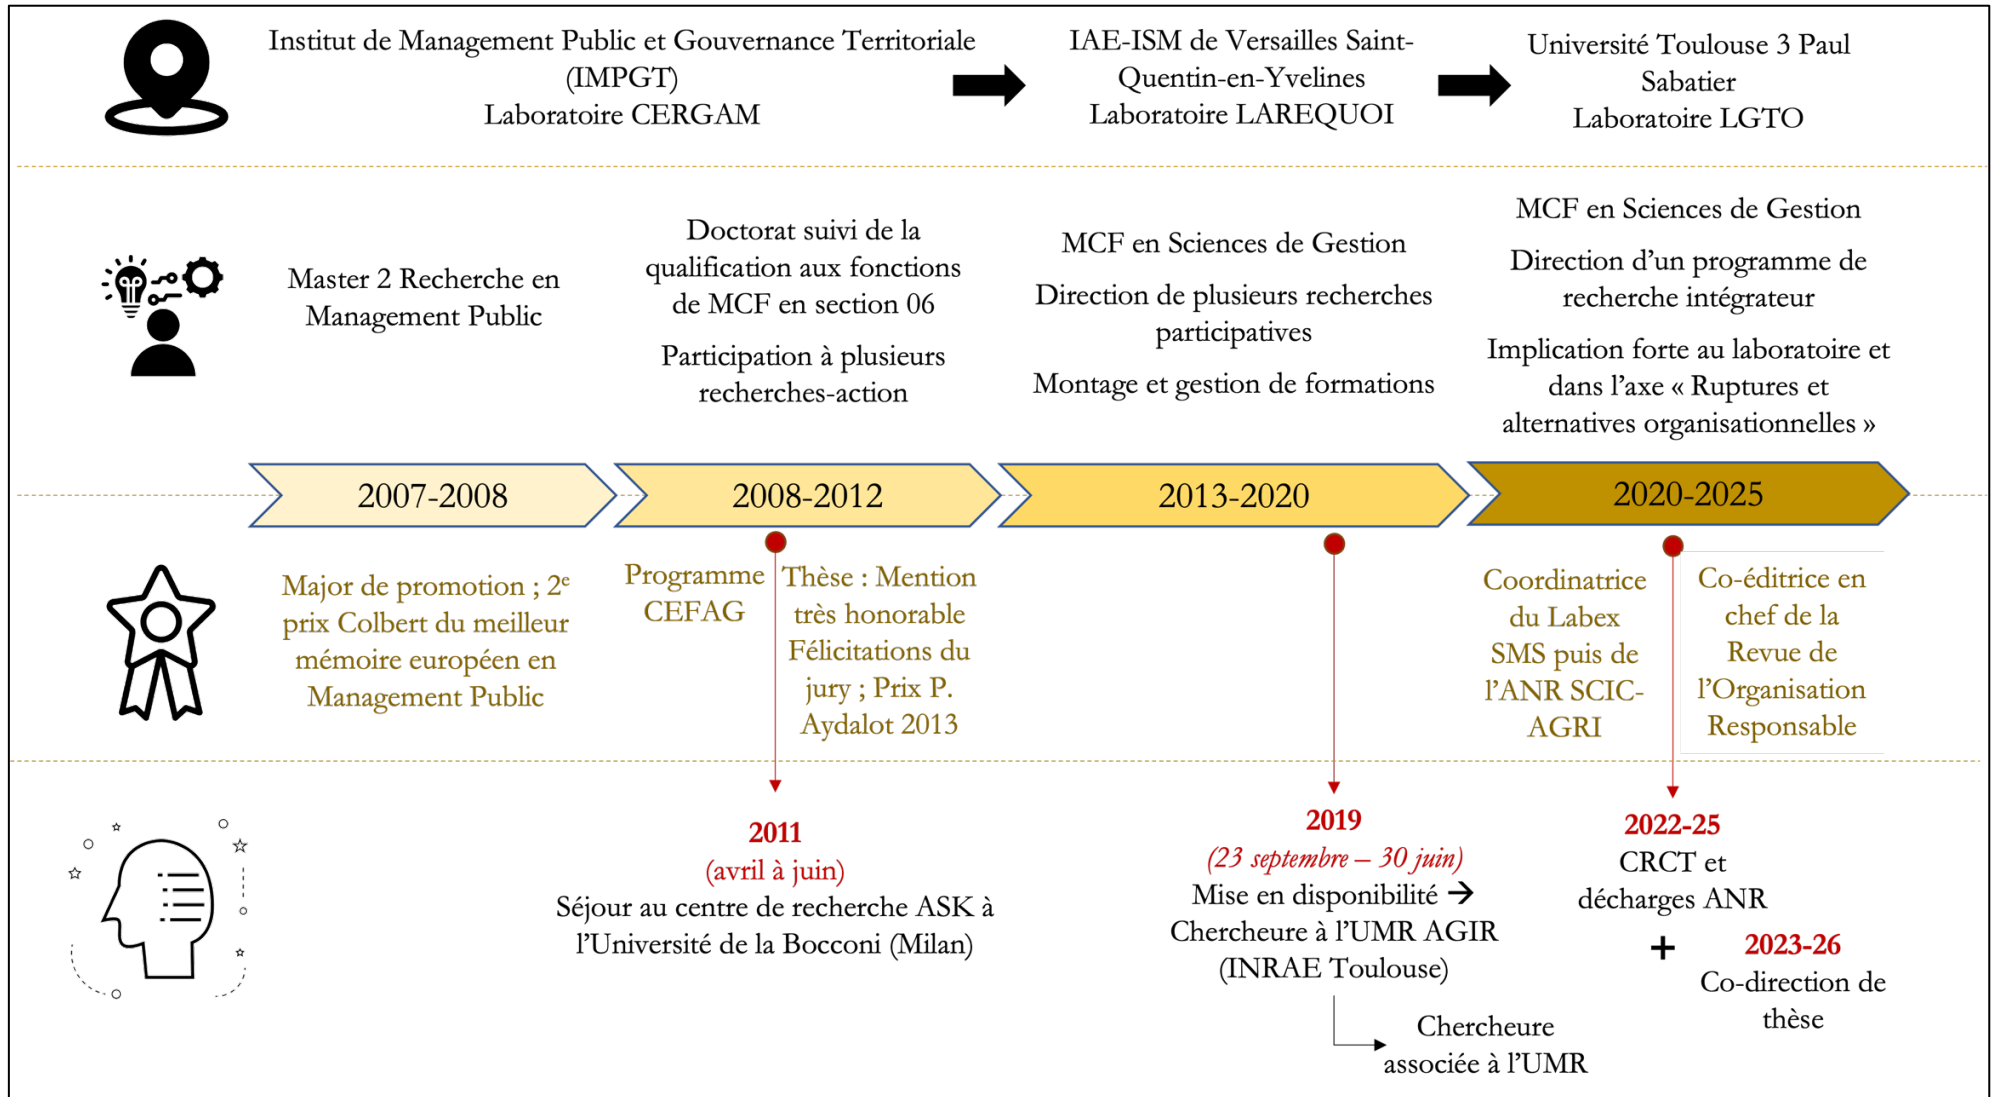 Institut de Management Public et Gouvernance Territoriale
(IMPGT)
Laboratoire CERGAM
IAE-ISM de Versailles Saint-
Quentin-en-Yvelines
Laboratoire LAREQUOI
Université Toulouse 3 Paul
Sabatier
Laboratoire LGTO
Master 2 Recherche en
Management Public
Doctorat suivi de la
qualification aux fonctions
de MCF en section 06
Participation à plusieurs
recherches-action
MCF en Sciences de Gestion
Direction de plusieurs recherches
participatives
Montage et gestion de formations
MCF en Sciences de Gestion
Direction d’un programme de
recherche intégrateur
Implication forte au laboratoire et
dans l’axe « Ruptures et
alternatives organisationnelles »
2007-2008
2008-2012
2013-2020
2020-2025
Major de promotion ; 2e
prix Colbert du meilleur
mémoire européen en
Management Public
Programme
CEFAG
Thèse : Mention
très honorable
Félicitations du
jury ; Prix P.
Aydalot 2013
Coordinatrice
du Labex
SMS puis de
l’ANR SCIC-
AGRI
Co-éditrice en
chef de la
Revue de
l’Organisation
Responsable
2011
(avril à juin)
Séjour au centre de recherche ASK à
l’Université de la Bocconi (Milan)
2019
(23 septembre – 30 juin)
Mise en disponibilité →
Chercheure à l’UMR AGIR
(INRAE Toulouse)
Chercheure
associée à l’UMR
2022-25
CRCT et
décharges ANR
+
2023-26
Co-direction de
thèse